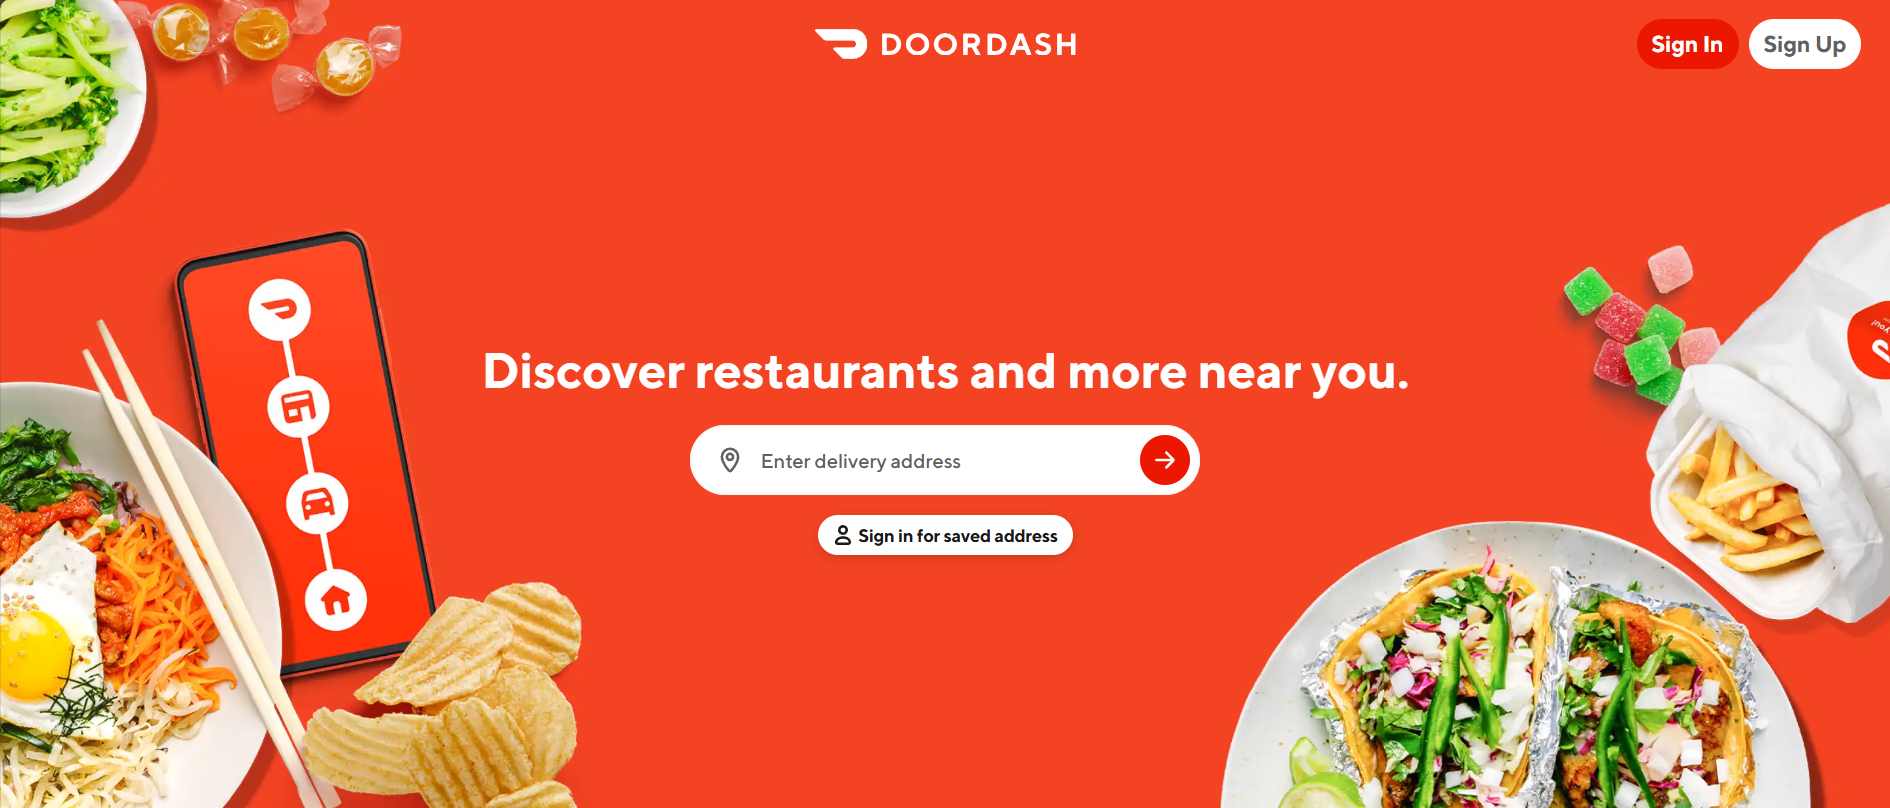 DOORDASH
Sign In
Sign Up
Discover restaurants and more near you.
Enter delivery address
Sign in for saved address
you!